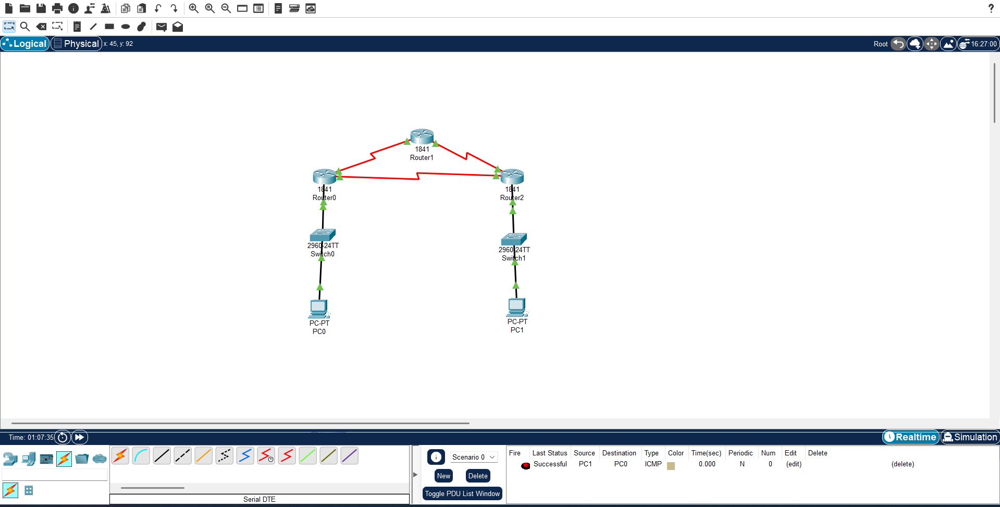 ?
Logical Physical x: 45, y: 92 Root 16:27:00
1841
Router1
1841
Router0
1841
Router2
2960-24TT
Switch0
2960-24TT
Switch1
PC-PT
PC0
PC-PT
PC1
Time: 01:07:35 Realtime Simulation
Scenario 0
New Delete
Toggle PDU List Window
Fire Last Status Source Destination Type Color Time(sec) Periodic Num Edit Delete
Successful PC1 PC0 ICMP 0.000 N 0 (edit) (delete)
Serial DTE